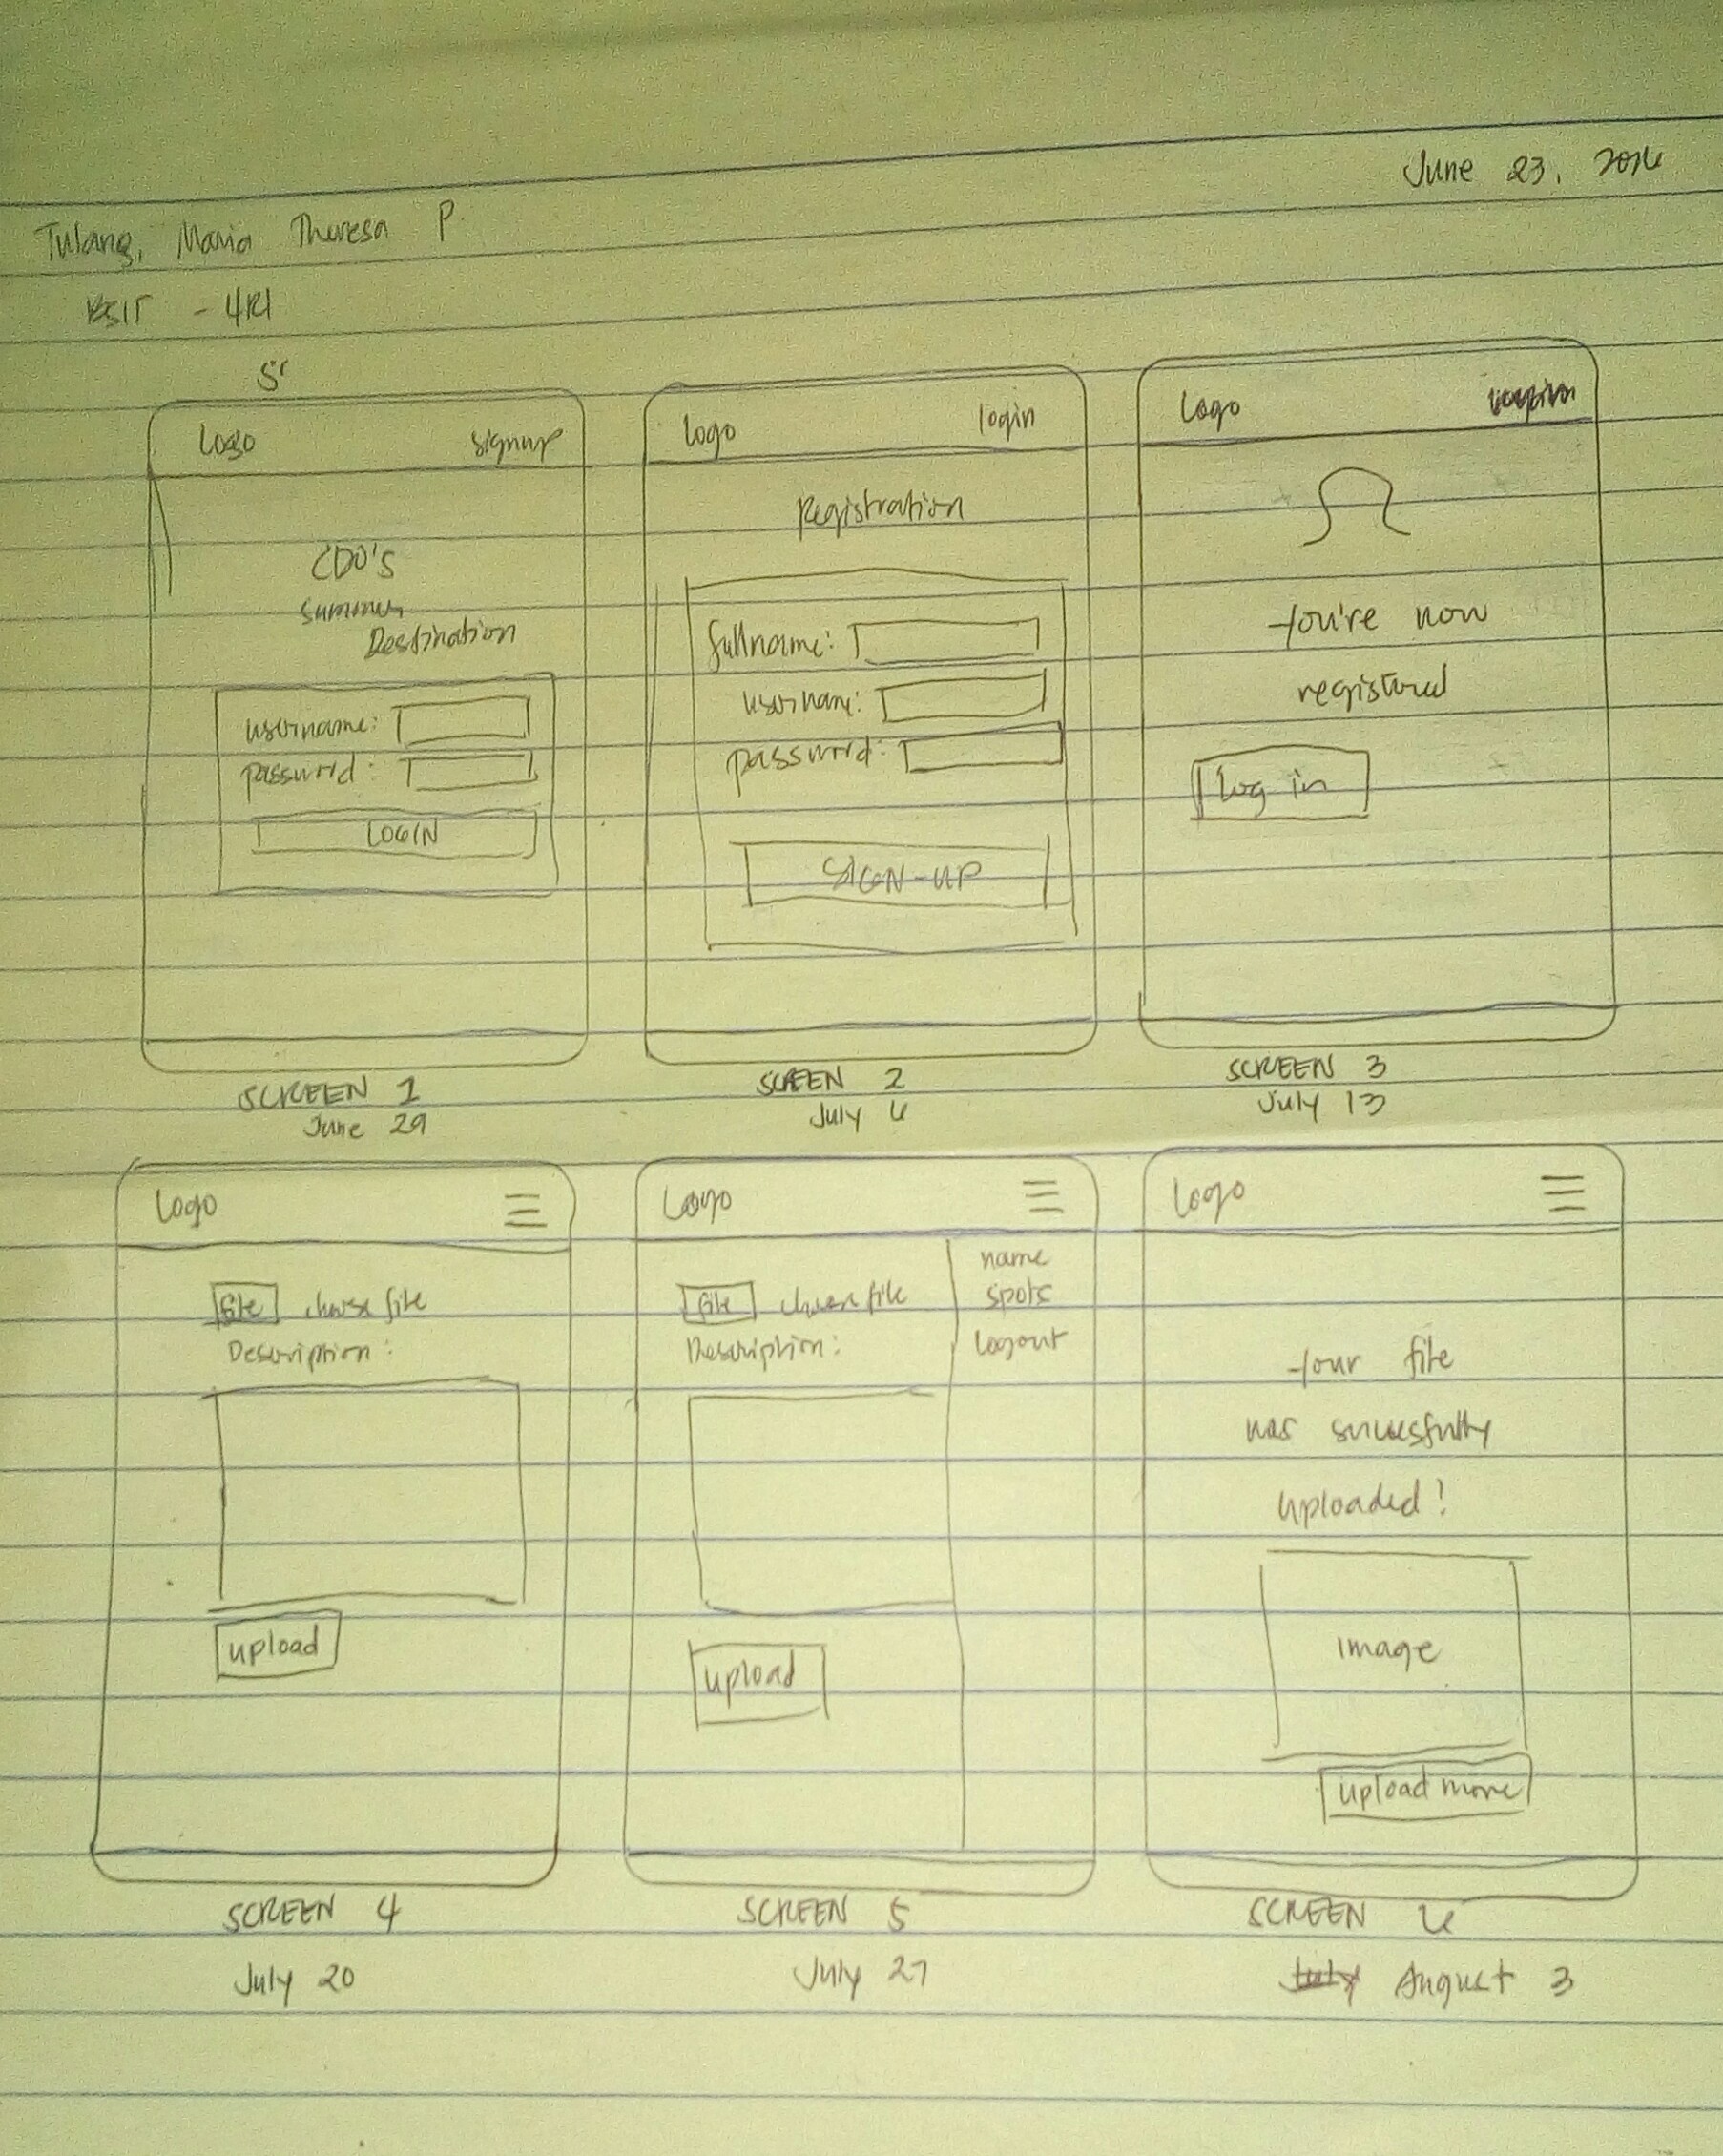 June 23, 2016
Tulang, Maria Theresa P.
BSIT - 4R1
S
Logo signup
CDO'S
Summer
Destination
username:
password:
LOGIN
SCREEN 1
June 29
Logo login
Registration
fullname:
username:
password:
SIGN-UP
SCREEN 2
July 6
Logo
You're now
registered
Log in
SCREEN 3
July 13
Logo
file choose file
Description:
upload
SCREEN 4
July 20
Logo
name
file choose file spots
Description: Logout
upload
SCREEN 5
July 27
Logo
Your file
was succesfully
uploaded!
image
upload more
SCREEN 6
July August 3